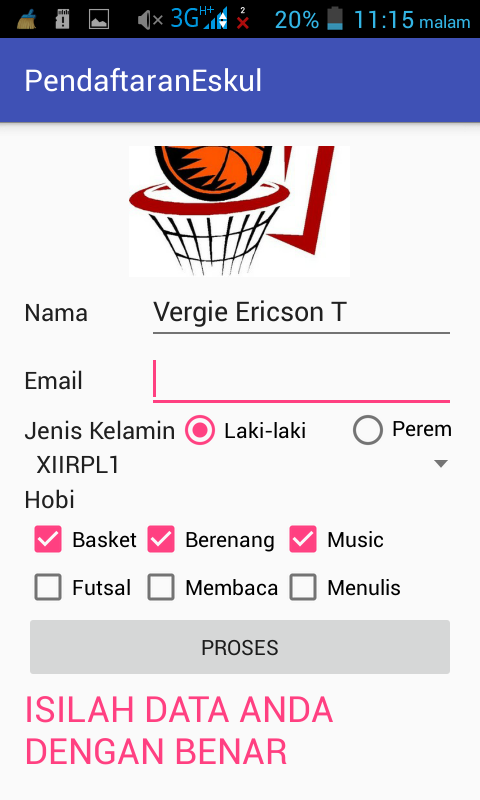 3G H+ 2 20% 11:15 malam
PendaftaranEskul
Nama Vergie Ericson T
Email
Jenis Kelamin Laki-laki Perem
XIIRPL1
Hobi
Basket Berenang Music
Futsal Membaca Menulis
PROSES
ISILAH DATA ANDA
DENGAN BENAR